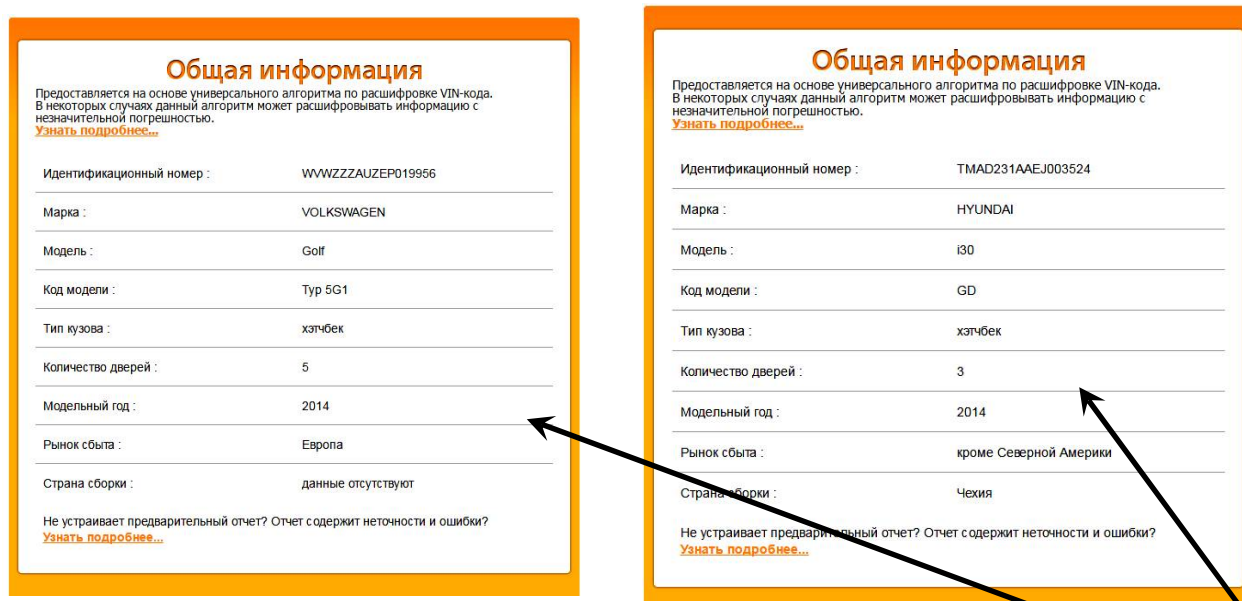 Общая информация
Предоставляется на основе универсального алгоритма по расшифровке VIN-кода.
В некоторых случаях данный алгоритм может расшифровывать информацию с
незначительной погрешностью.
Узнать подробнее...
Идентификационный номер : WVWZZZAUZEP019956
Марка : VOLKSWAGEN
Модель : Golf
Код модели : Typ 5G1
Тип кузова : хэтчбек
Количество дверей : 5
Модельный год : 2014
Рынок сбыта : Европа
Страна сборки : данные отсутствуют
Не устраивает предварительный отчет? Отчет содержит неточности и ошибки?
Узнать подробнее...
Общая информация
Предоставляется на основе универсального алгоритма по расшифровке VIN-кода.
В некоторых случаях данный алгоритм может расшифровывать информацию с
незначительной погрешностью.
Узнать подробнее...
Идентификационный номер : TMAD231AAEJ003524
Марка : HYUNDAI
Модель : i30
Код модели : GD
Тип кузова : хэтчбек
Количество дверей : 3
Модельный год : 2014
Рынок сбыта : кроме Северной Америки
Страна сборки : Чехия
Не устраивает предварительный отчет? Отчет содержит неточности и ошибки?
Узнать подробнее...